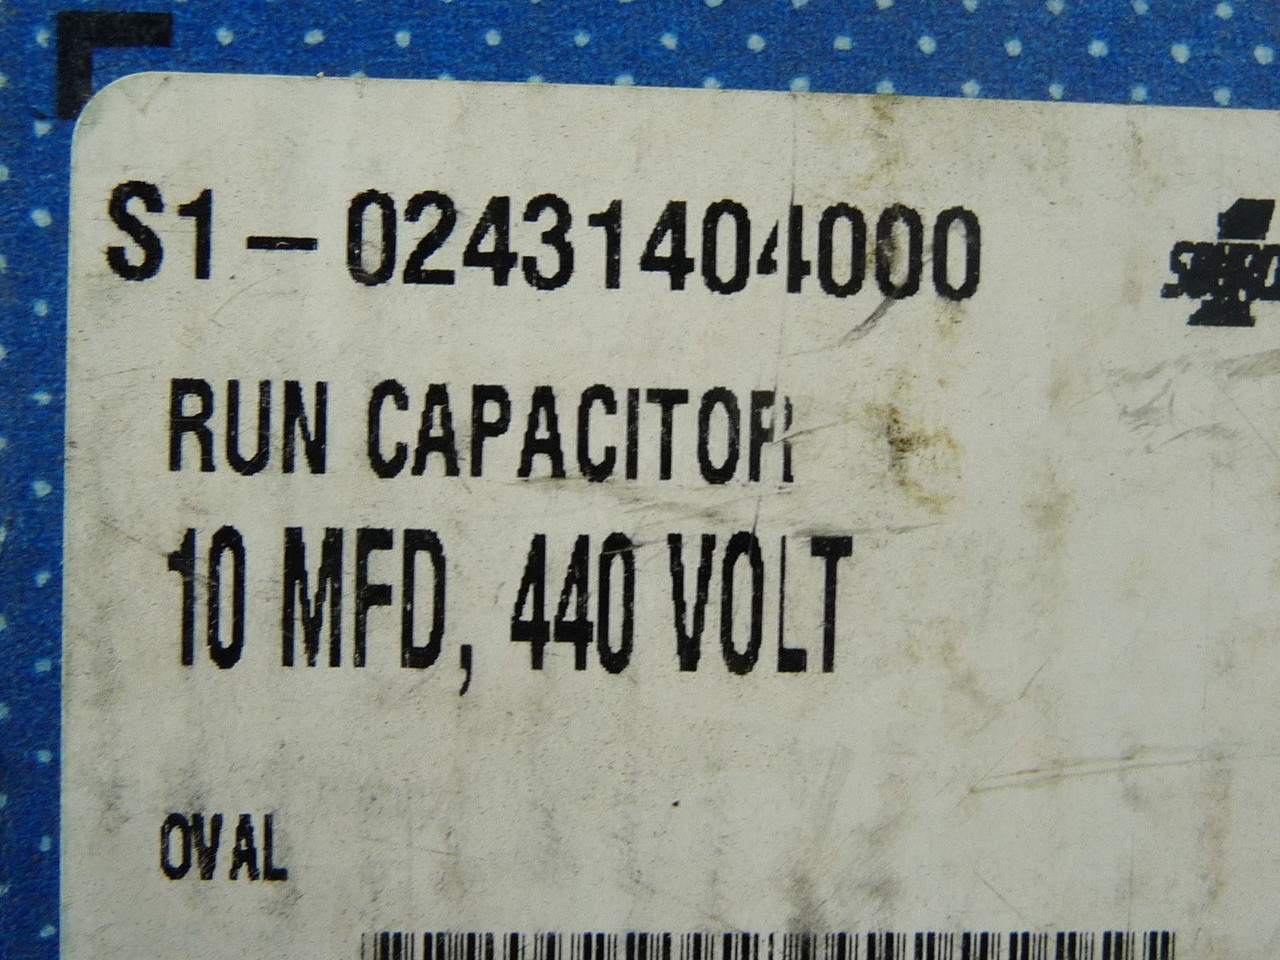 S1-02431404000
RUN CAPACITOR
10 MFD, 440 VOLT
OVAL